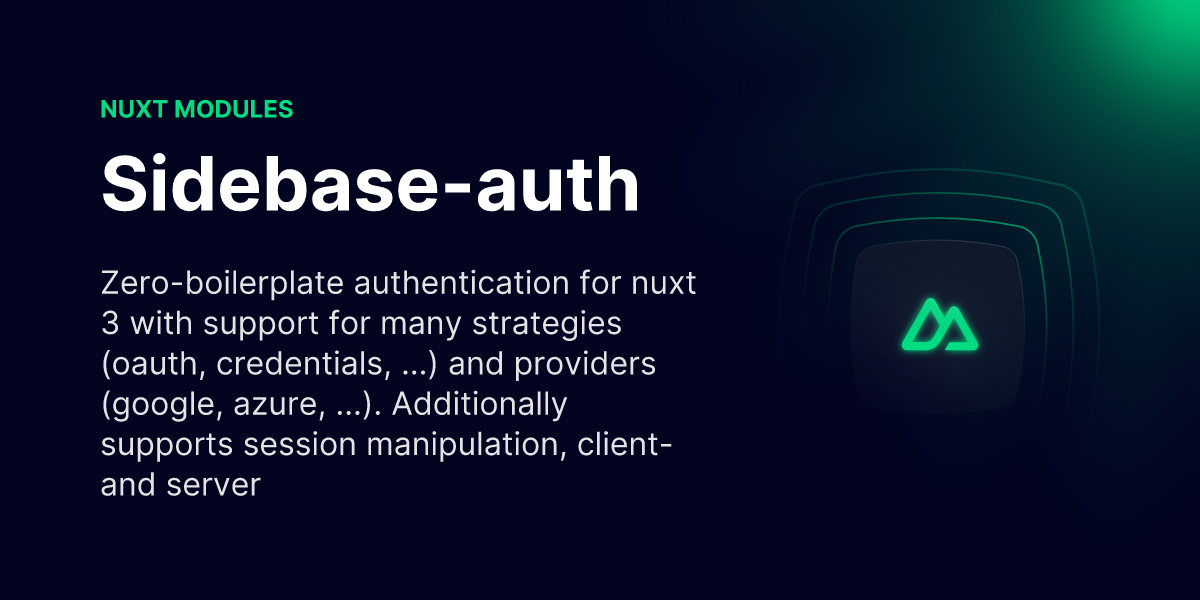 NUXT MODULES
Sidebase-auth
Zero-boilerplate authentication for nuxt
3 with support for many strategies
(oauth, credentials, ...) and providers
(google, azure, ...). Additionally
supports session manipulation, client-
and server